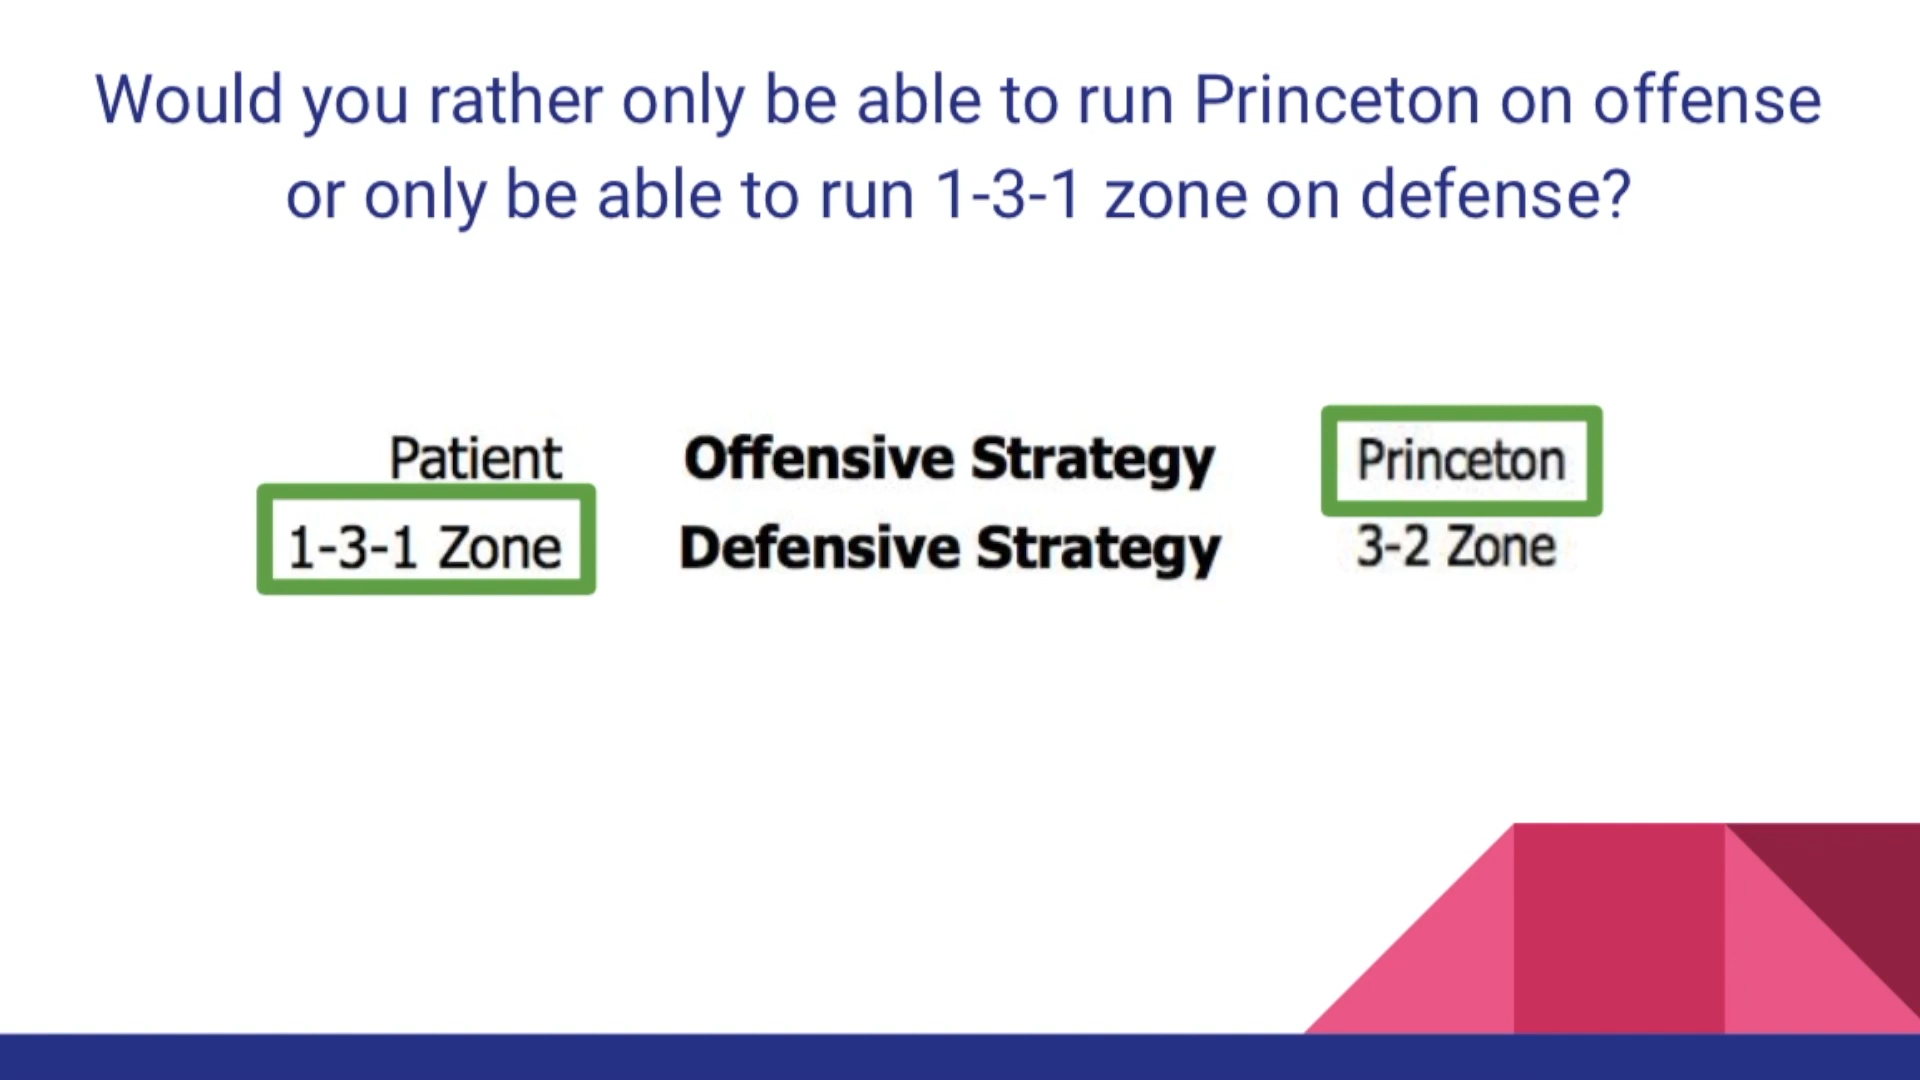 Would you rather only be able to run Princeton on offense
or only be able to run 1-3-1 zone on defense?
Patient Offensive Strategy Princeton
1-3-1 Zone Defensive Strategy 3-2 Zone